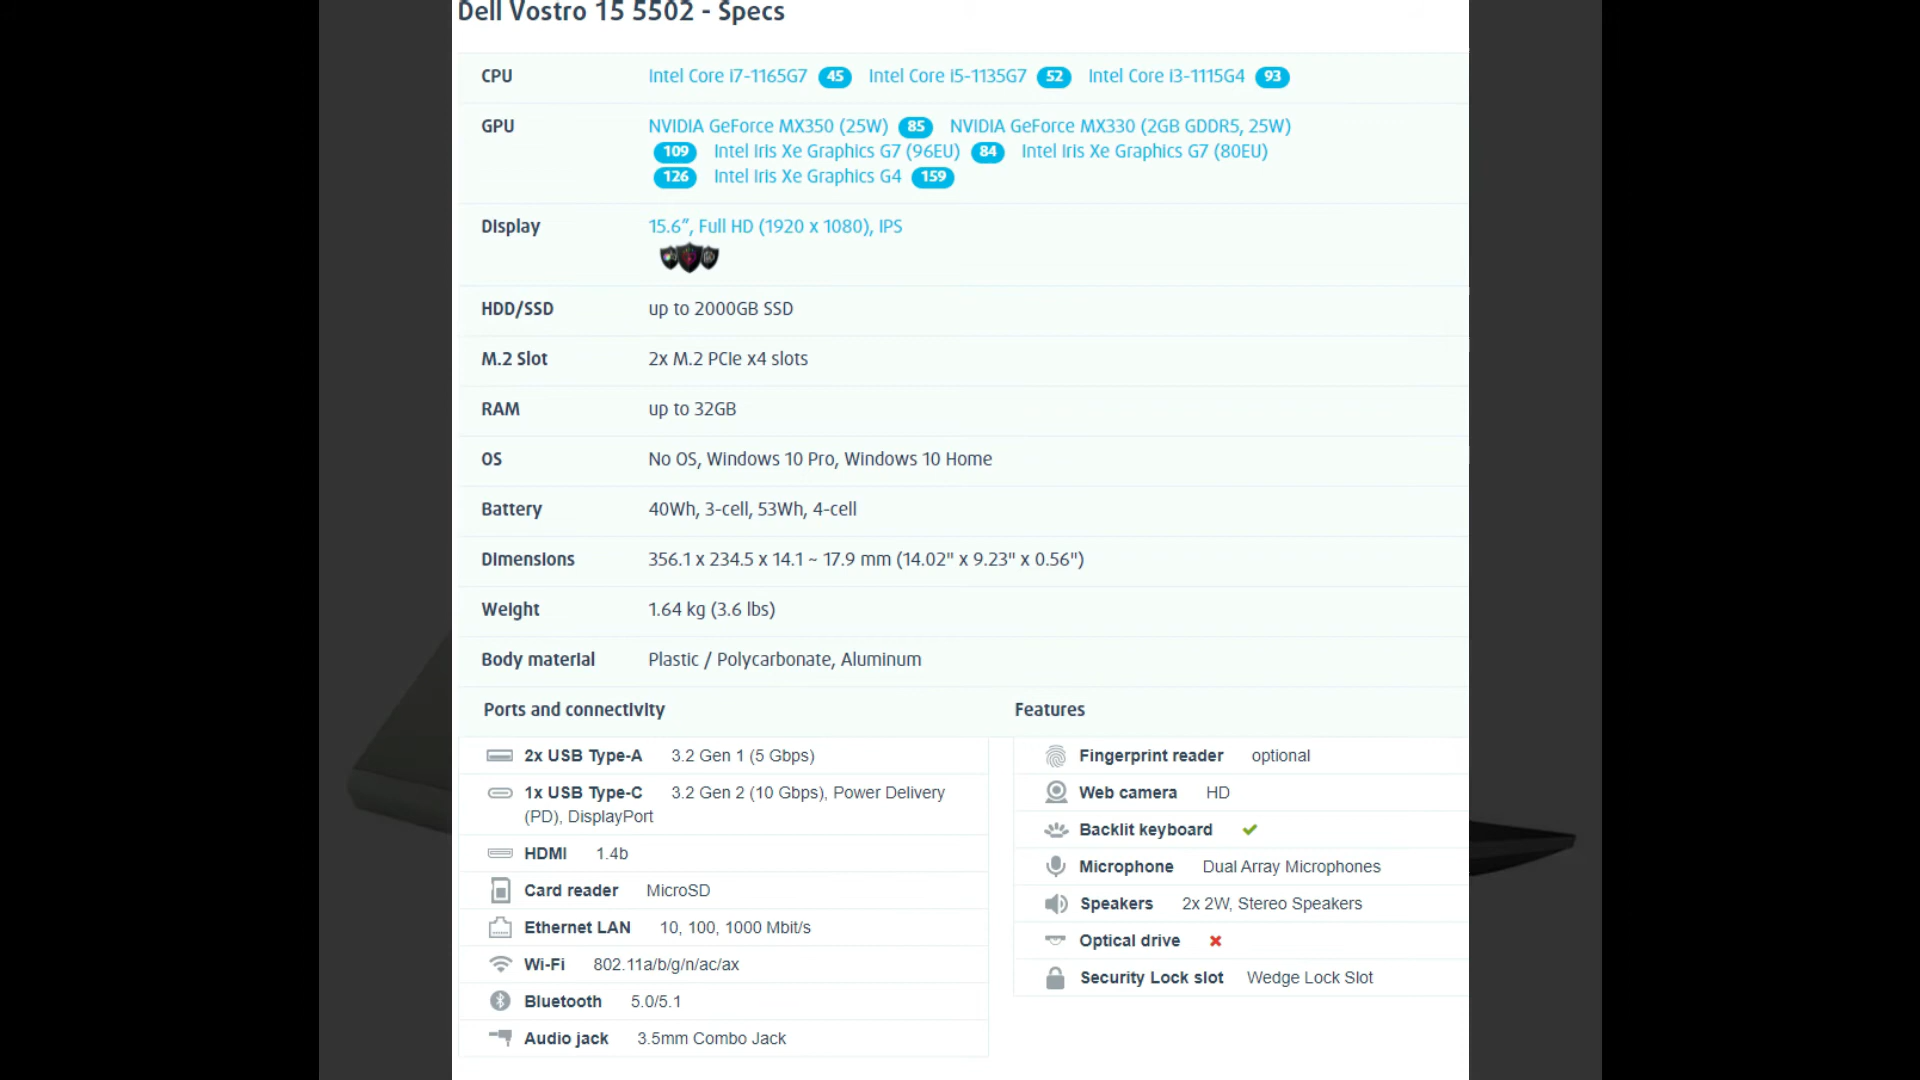 Dell Vostro 15 5502 - Specs
CPU Intel Core i7-1165G7 45 Intel Core i5-1135G7 52 Intel Core i3-1115G4 93
GPU NVIDIA GeForce MX350 (25W) 85 NVIDIA GeForce MX330 (2GB GDDR5, 25W)
109 Intel Iris Xe Graphics G7 (96EU) 84 Intel Iris Xe Graphics G7 (80EU)
126 Intel Iris Xe Graphics G4 159
Display 15.6”, Full HD (1920 x 1080), IPS
HDD/SSD up to 2000GB SSD
M.2 Slot 2x M.2 PCIe x4 slots
RAM up to 32GB
OS No OS, Windows 10 Pro, Windows 10 Home
Battery 40Wh, 3-cell, 53Wh, 4-cell
Dimensions 356.1 x 234.5 x 14.1 ~ 17.9 mm (14.02" x 9.23" x 0.56")
Weight 1.64 kg (3.6 lbs)
Body material Plastic / Polycarbonate, Aluminum
Ports and connectivity
2x USB Type-A 3.2 Gen 1 (5 Gbps)
1x USB Type-C 3.2 Gen 2 (10 Gbps), Power Delivery
(PD), DisplayPort
HDMI 1.4b
Card reader MicroSD
Ethernet LAN 10, 100, 1000 Mbit/s
Wi-Fi 802.11a/b/g/n/ac/ax
Bluetooth 5.0/5.1
Audio jack 3.5mm Combo Jack
Features
Fingerprint reader optional
Web camera HD
Backlit keyboard
Microphone Dual Array Microphones
Speakers 2x 2W, Stereo Speakers
Optical drive
Security Lock slot Wedge Lock Slot